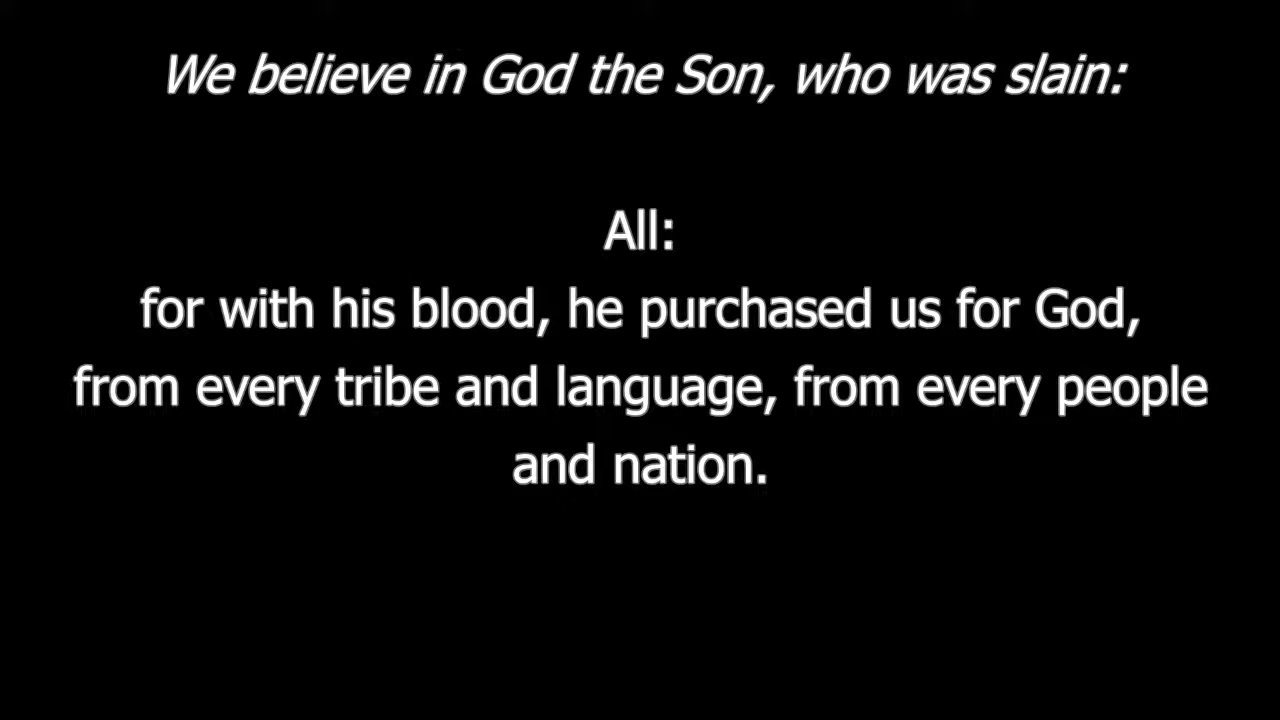 We believe in God the Son, who was slain:
All:
for with his blood, he purchased us for God,
from every tribe and language, from every people
and nation.